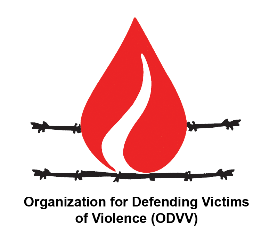 Organization for Defending Victims
of Violence (ODVV)